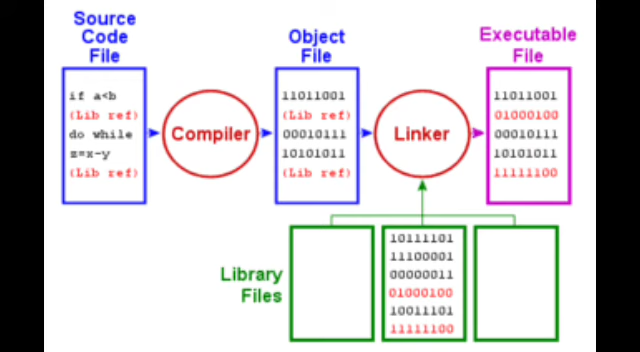 Source
Code
File
if a<b
(Lib ref)
do while
z=x-y
(Lib ref)
Compiler
Object
File
11011001
(Lib ref)
00010111
10101011
(Lib ref)
Linker
Executable
File
11011001
01000100
00010111
10101011
11111100
Library
Files
10111101
11100001
00000011
01000100
10011101
11111100